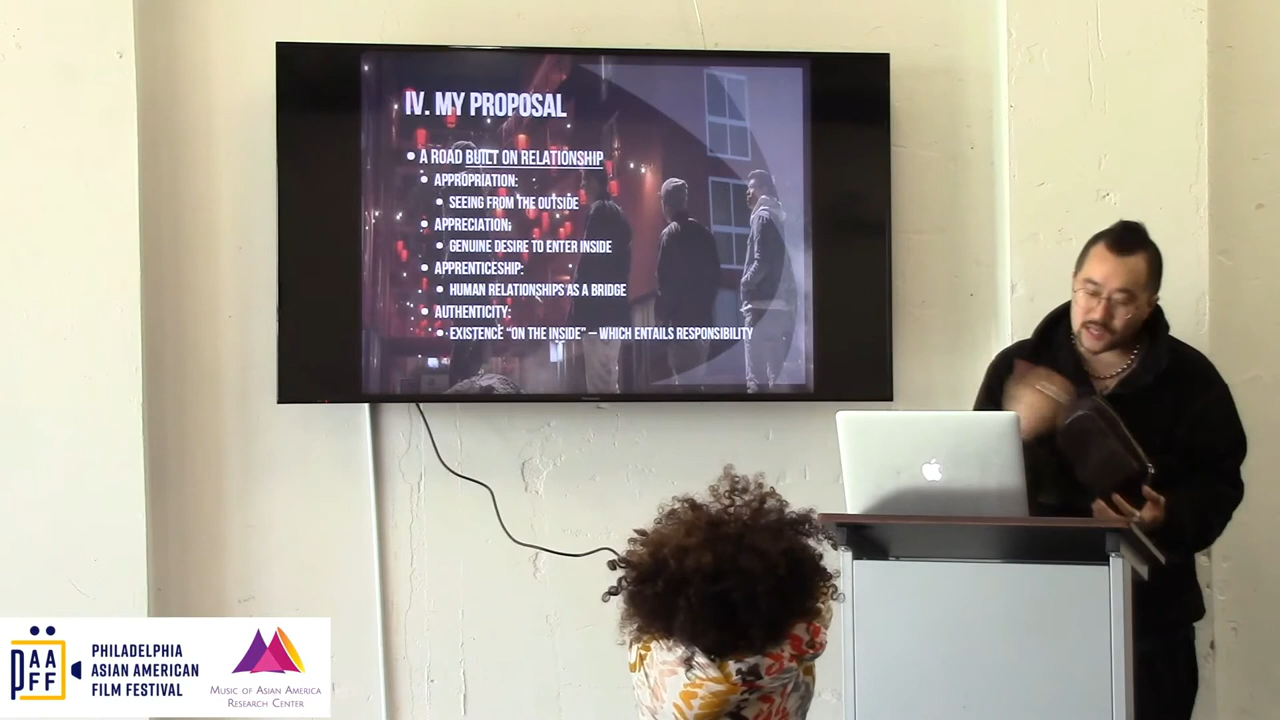 IV. MY PROPOSAL
• A ROAD BUILT ON RELATIONSHIP
• APPROPRIATION:
• SEEING FROM THE OUTSIDE
• APPRECIATION:
• GENUINE DESIRE TO ENTER INSIDE
• APPRENTICESHIP:
• HUMAN RELATIONSHIPS AS A BRIDGE
• AUTHENTICITY:
• EXISTENCE “ON THE INSIDE” – WHICH ENTAILS RESPONSIBILITY
PAAFF
PHILADELPHIA
ASIAN AMERICAN
FILM FESTIVAL
MUSIC OF ASIAN AMERICA
RESEARCH CENTER